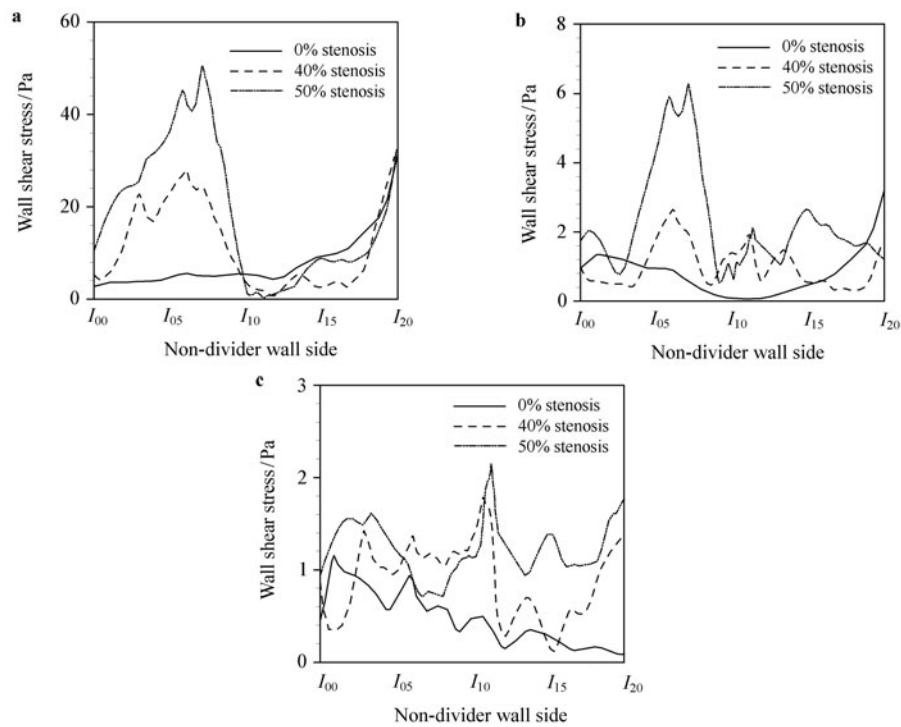 a
60
40
20
0
Wall shear stress/Pa
0% stenosis
40% stenosis
50% stenosis
I00 I05 I10 I15 I20
Non-divider wall side
b
8
6
4
2
0
Wall shear stress/Pa
0% stenosis
40% stenosis
50% stenosis
I00 I05 I10 I15 I20
Non-divider wall side
c
3
2
1
0
Wall shear stress/Pa
0% stenosis
40% stenosis
50% stenosis
I00 I05 I10 I15 I20
Non-divider wall side